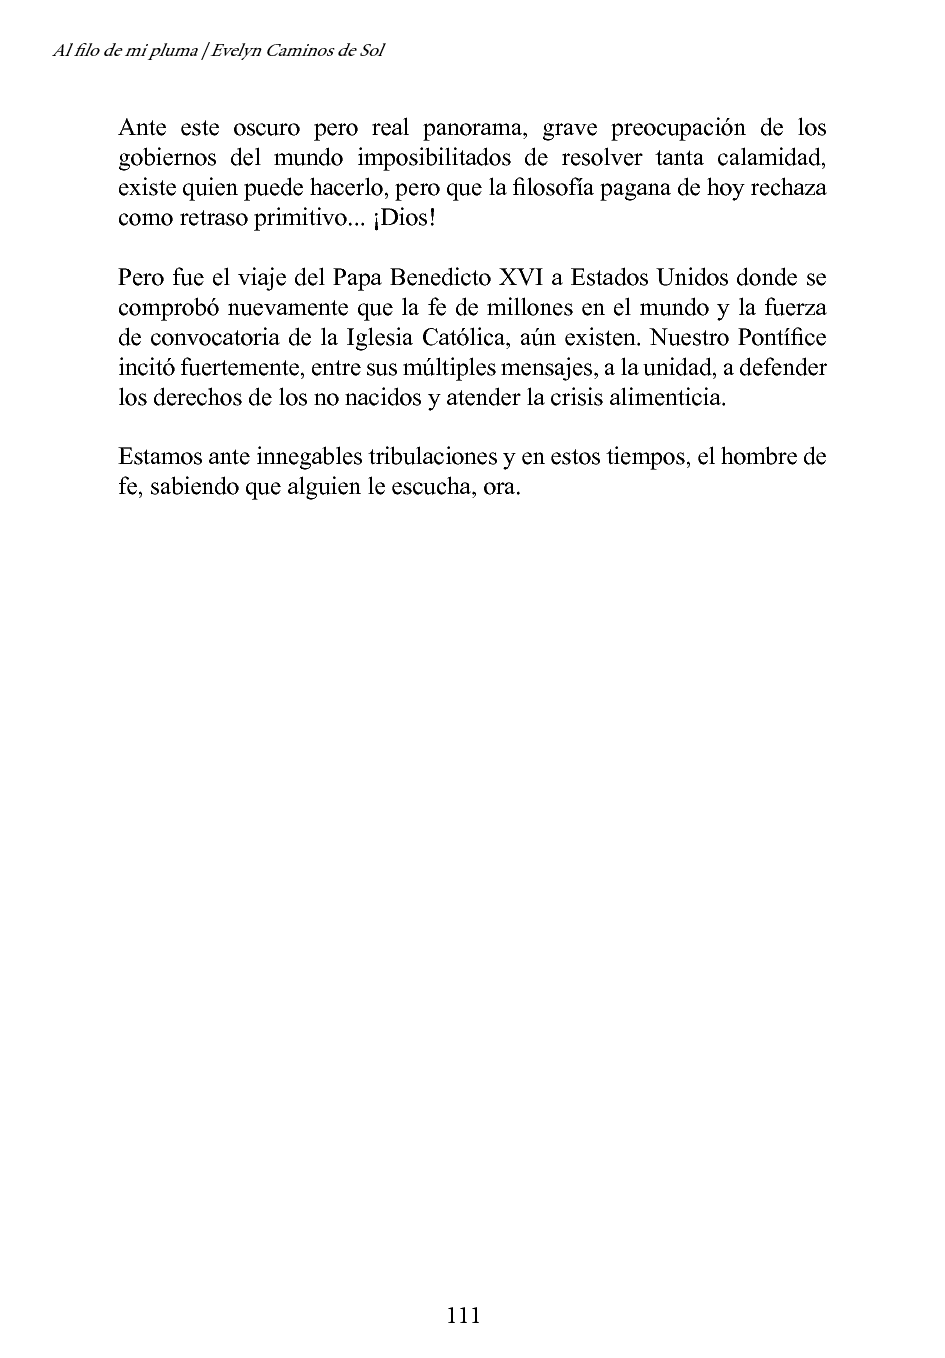 Al filo de mi pluma / Evelyn Caminos de Sol
Ante este oscuro pero real panorama, grave preocupación de los
gobiernos del mundo imposibilitados de resolver tanta calamidad,
existe quien puede hacerlo, pero que la filosofía pagana de hoy rechaza
como retraso primitivo... ¡Dios!
Pero fue el viaje del Papa Benedicto XVI a Estados Unidos donde se
comprobó nuevamente que la fe de millones en el mundo y la fuerza
de convocatoria de la Iglesia Católica, aún existen. Nuestro Pontífice
incitó fuertemente, entre sus múltiples mensajes, a la unidad, a defender
los derechos de los no nacidos y atender la crisis alimenticia.
Estamos ante innegables tribulaciones y en estos tiempos, el hombre de
fe, sabiendo que alguien le escucha, ora.
111